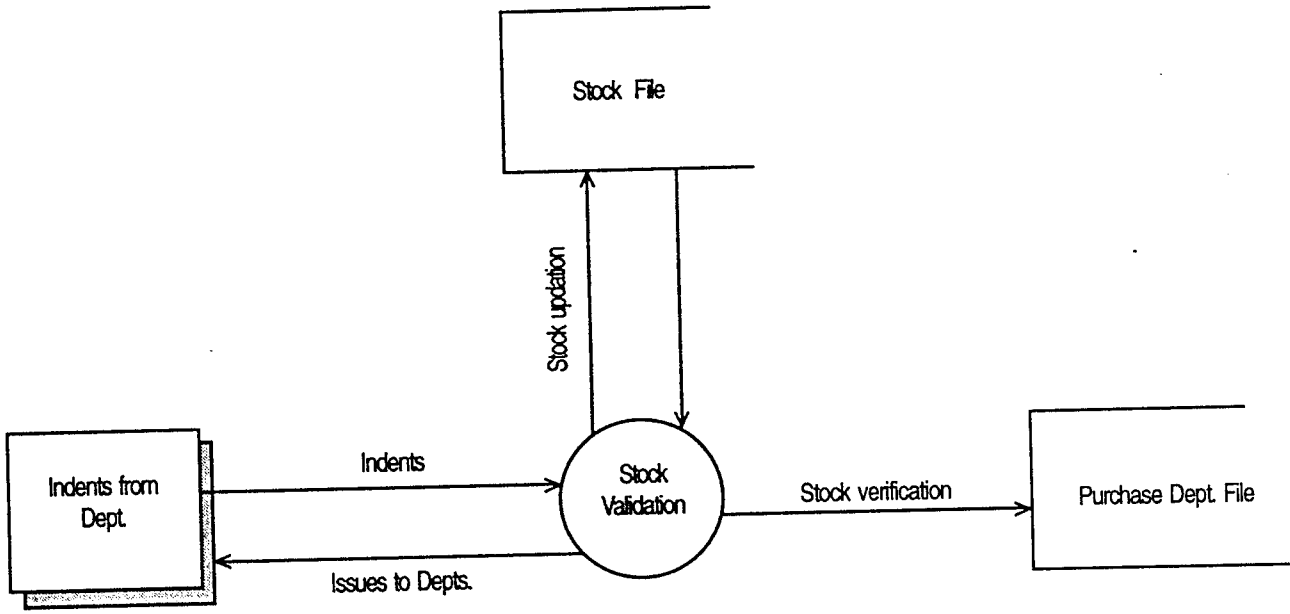 Stock File
Stock updation
Indents from
Dept.
Indents
Stock
Validation
Stock verification
Purchase Dept. File
Issues to Depts.